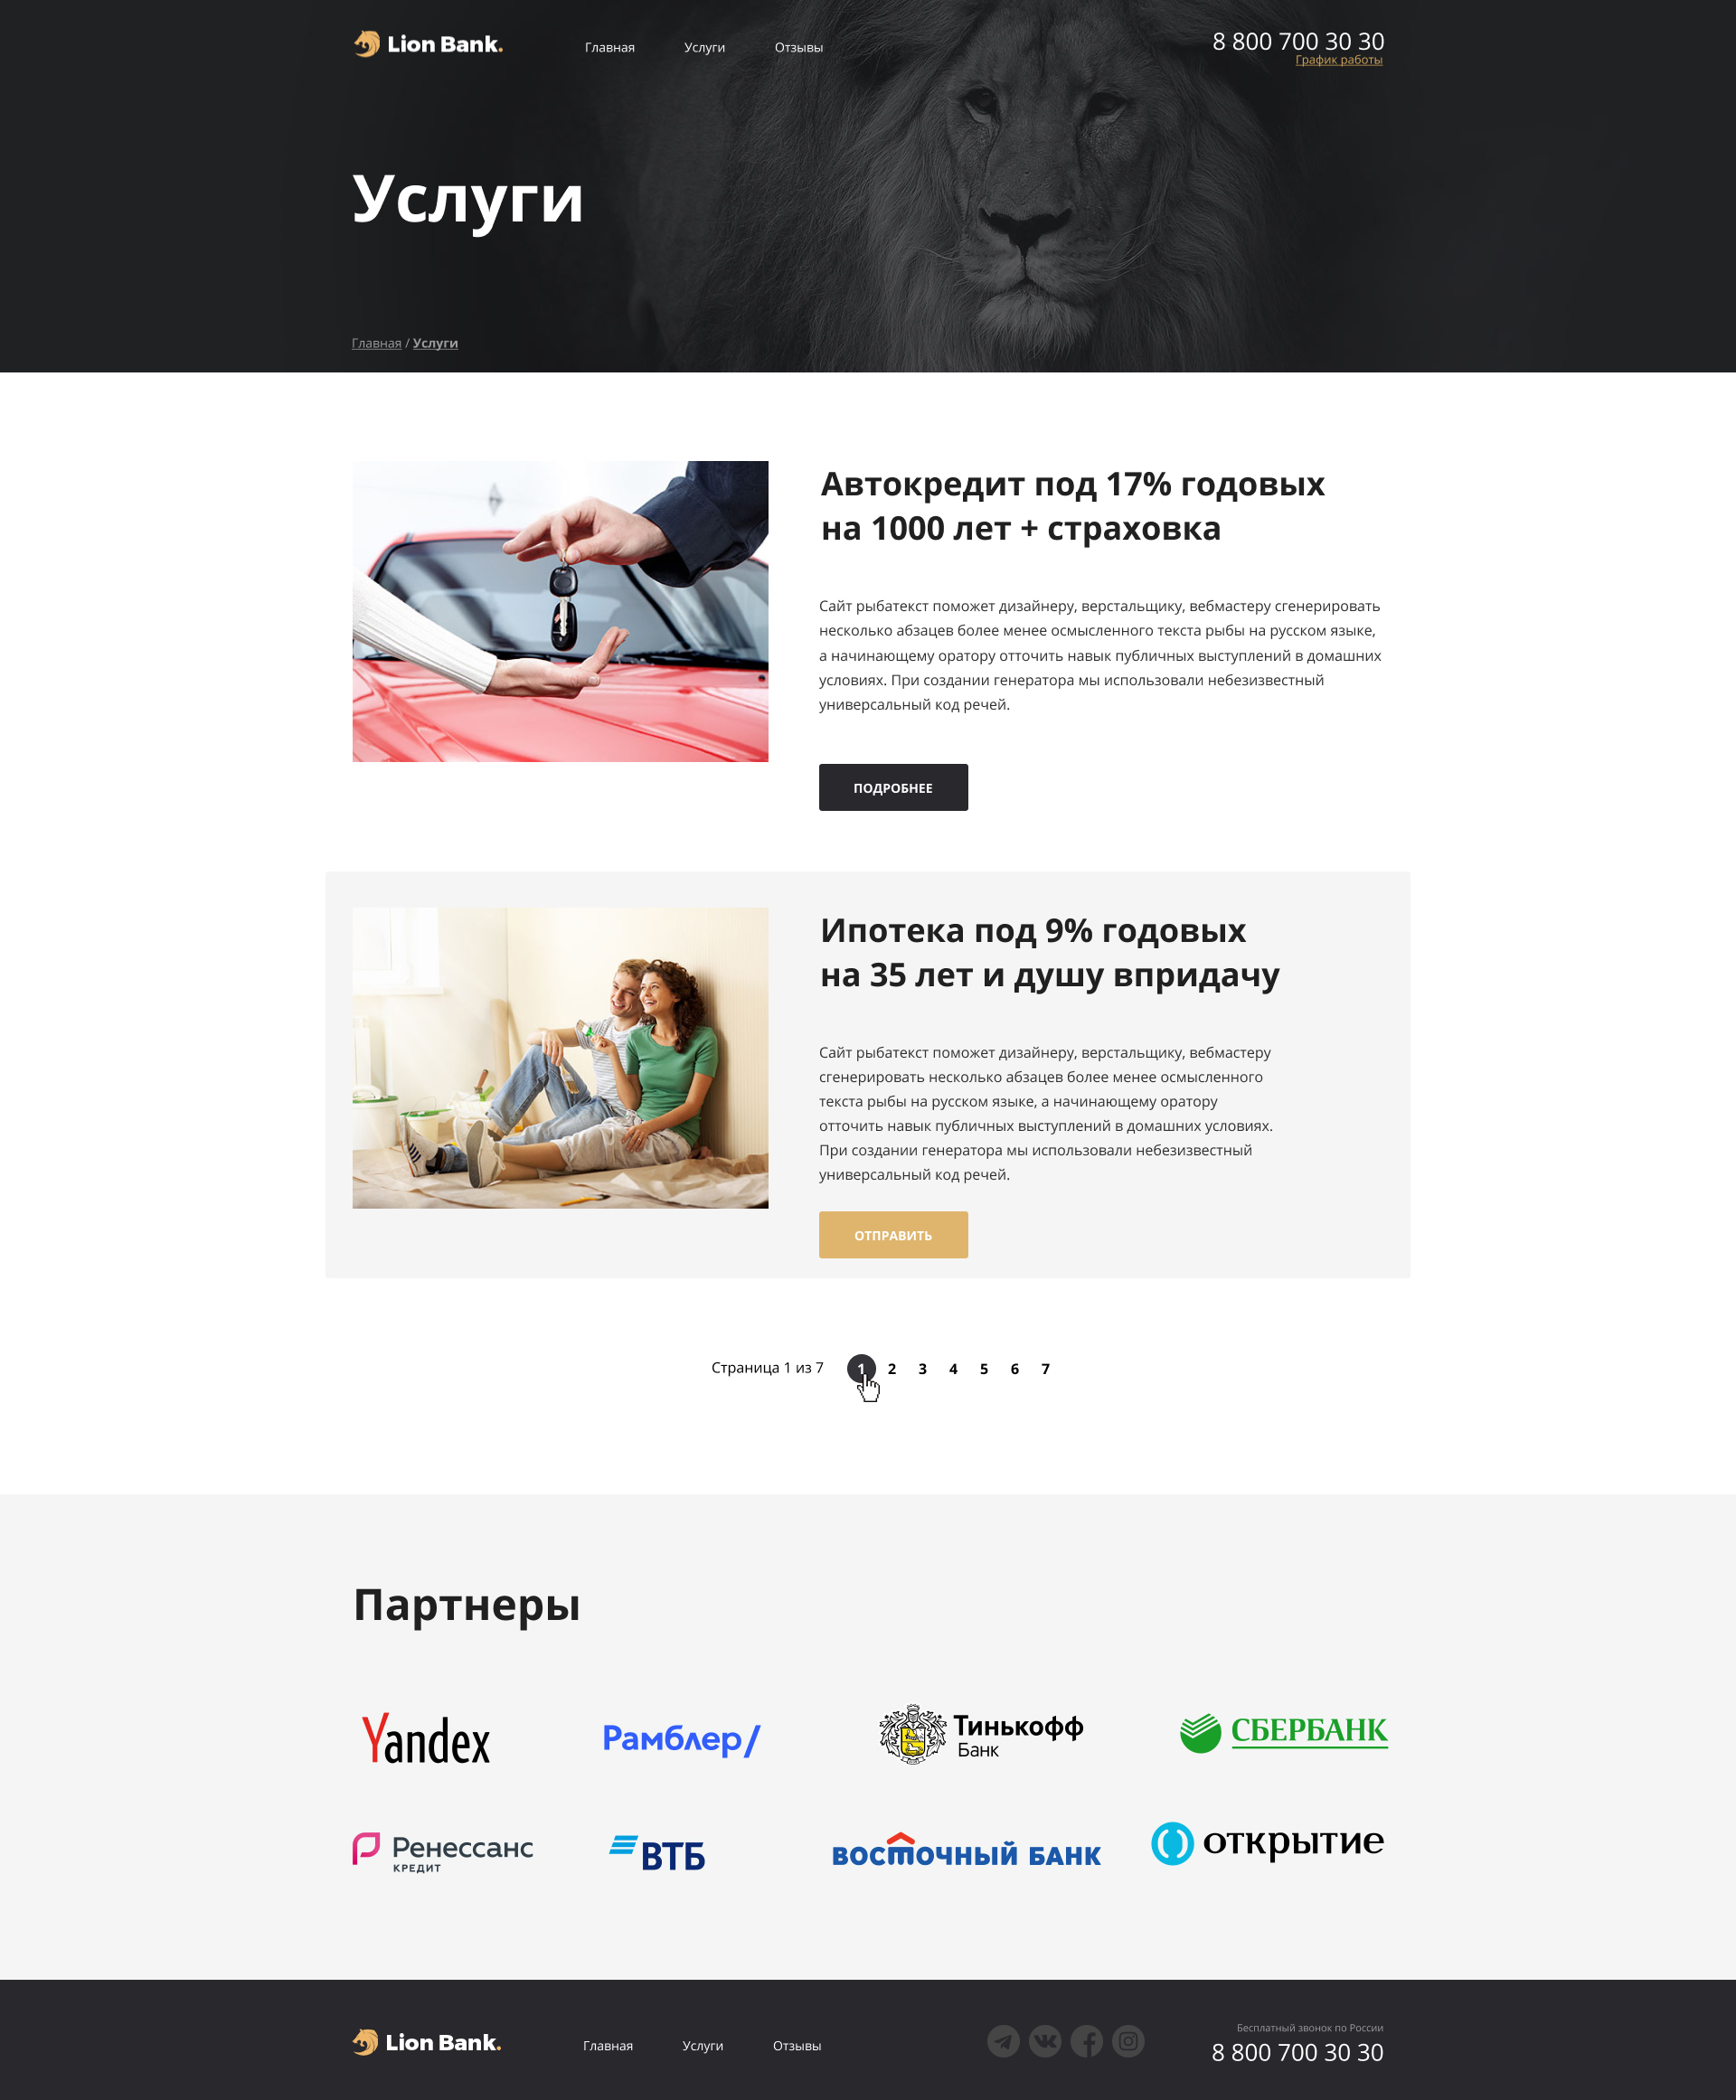 Lion Bank.
Главная Услуги Отзывы
8 800 700 30 30
График работы
Услуги
Главная / Услуги
Автокредит под 17% годовых
на 1000 лет + страховка
Сайт рыбатекст поможет дизайнеру, верстальщику, вебмастеру сгенерировать
несколько абзацев более менее осмысленного текста рыбы на русском языке,
а начинающему оратору отточить навык публичных выступлений в домашних
условиях. При создании генератора мы использовали небезизвестный
универсальный код речей.
ПОДРОБНЕЕ
Ипотека под 9% годовых
на 35 лет и душу впридачу
Сайт рыбатекст поможет дизайнеру, верстальщику, вебмастеру
сгенерировать несколько абзацев более менее осмысленного
текста рыбы на русском языке, а начинающему оратору
отточить навык публичных выступлений в домашних условиях.
При создании генератора мы использовали небезизвестный
универсальный код речей.
ОТПРАВИТЬ
Страница 1 из 7 1 2 3 4 5 6 7
Партнеры
Yandex
Рамблер/
Тинькофф
Банк
СБЕРБАНК
Ренессанс
КРЕДИТ
ВТБ
ВОСТОЧНЫЙ БАНК
открытие
Lion Bank.
Главная Услуги Отзывы
Бесплатный звонок по России
8 800 700 30 30